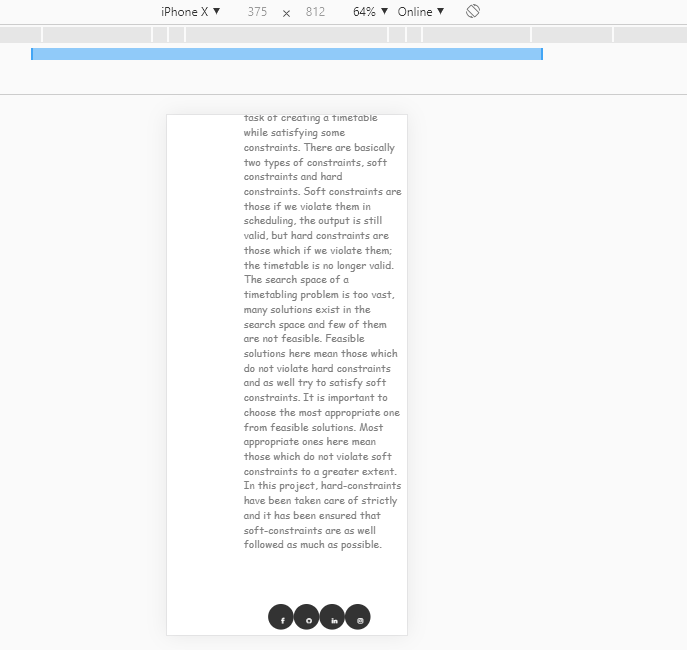 iPhone X ▼ 375 × 812 64% ▼ Online ▼
task of creating a timetable
while satisfying some
constraints. There are basically
two types of constraints, soft
constraints and hard
constraints. Soft constraints are
those if we violate them in
scheduling, the output is still
valid, but hard constraints are
those which if we violate them;
the timetable is no longer valid.
The search space of a
timetabling problem is too vast,
many solutions exist in the
search space and few of them
are not feasible. Feasible
solutions here mean those which
do not violate hard constraints
and as well try to satisfy soft
constraints. It is important to
choose the most appropriate one
from feasible solutions. Most
appropriate ones here mean
those which do not violate soft
constraints to a greater extent.
In this project, hard-constraints
have been taken care of strictly
and it has been ensured that
soft-constraints are as well
followed as much as possible.